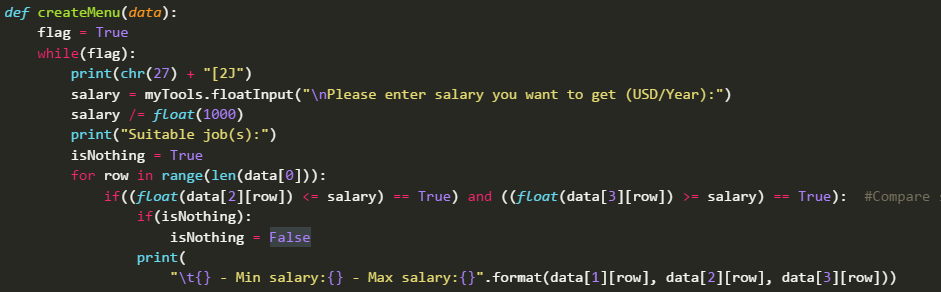 def createMenu(data):
    flag = True
    while(flag):
        print(chr(27) + "[2J")
        salary = myTools.floatInput("\nPlease enter salary you want to get (USD/Year):")
        salary /= float(1000)
        print("Suitable job(s):")
        isNothing = True
        for row in range(len(data[0])):
            if((float(data[2][row]) <= salary) == True) and ((float(data[3][row]) >= salary) == True):  #Compare
                if(isNothing):
                    isNothing = False
                print(
                    "\t{} - Min salary:{} - Max salary:{}".format(data[1][row], data[2][row], data[3][row]))